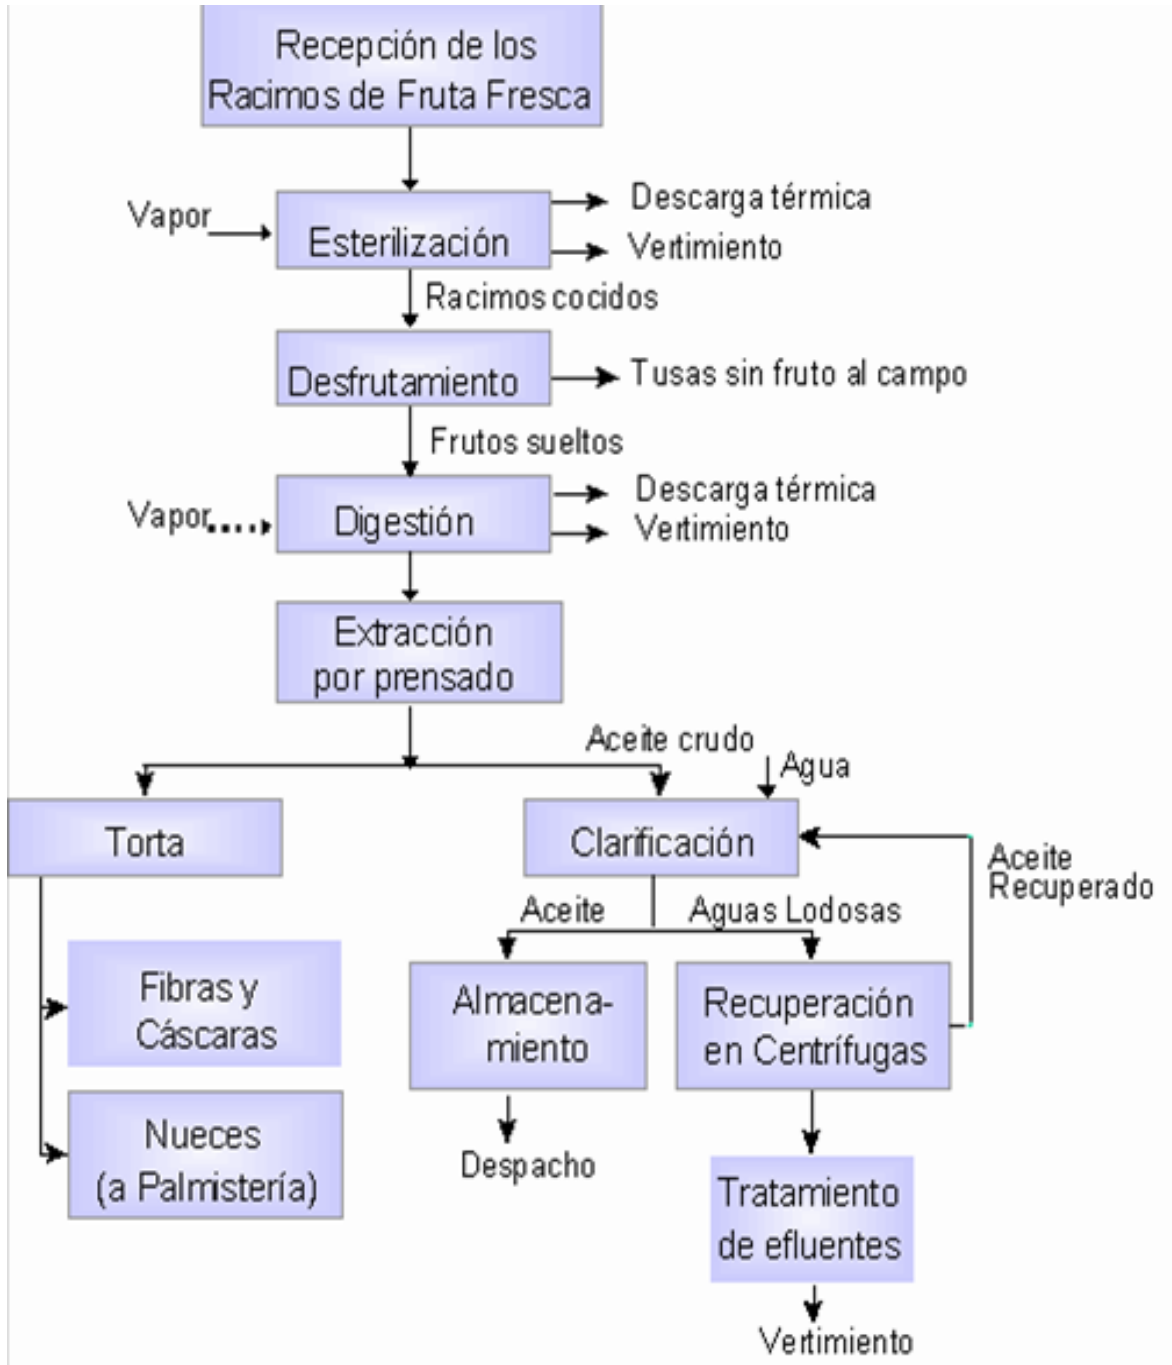 Recepción de los
Racimos de Fruta Fresca
Vapor
Esterilización
Descarga térmica
Vertimiento
Racimos cocidos
Desfrutamiento
Tusas sin fruto al campo
Frutos sueltos
Vapor
Digestión
Descarga térmica
Vertimiento
Extracción
por prensado
Aceite crudo
Agua
Torta
Clarificación
Aceite
Recuperado
Aceite
Aguas Lodosas
Fibras y
Cáscaras
Almacena-
miento
Recuperación
en Centrífugas
Nueces
(a Palmistería)
Despacho
Tratamiento
de efluentes
Vertimiento